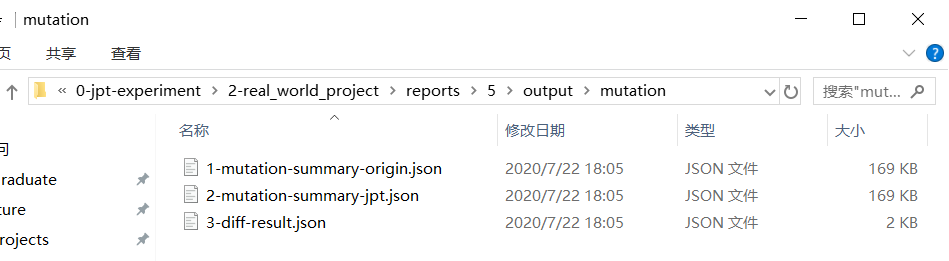 mutation
页 共享 查看
« 0-jpt-experiment › 2-real_world_project › reports › 5 › output › mutation 搜索"mut...
名称 修改日期 类型 大小
问
raduate 1-mutation-summary-origin.json 2020/7/22 18:05 JSON 文件 169 KB
ture 2-mutation-summary-jpt.json 2020/7/22 18:05 JSON 文件 169 KB
rojects 3-diff-result.json 2020/7/22 18:05 JSON 文件 2 KB